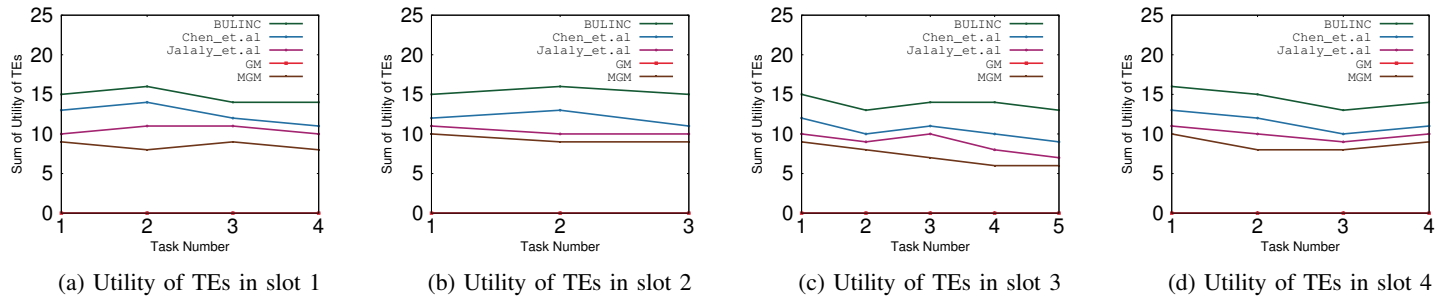 25
20
15
10
5
0
Sum of Utility of TEs
BULINC
Chen_et.al
Jalaly_et.al
GM
MGM
1 2 3 4
Task Number
(a) Utility of TEs in slot 1
25
20
15
10
5
0
Sum of Utility of TEs
BULINC
Chen_et.al
Jalaly_et.al
GM
MGM
1 2 3
Task Number
(b) Utility of TEs in slot 2
25
20
15
10
5
0
Sum of Utility of TEs
BULINC
Chen_et.al
Jalaly_et.al
GM
MGM
1 2 3 4 5
Task Number
(c) Utility of TEs in slot 3
25
20
15
10
5
0
Sum of Utility of TEs
BULINC
Chen_et.al
Jalaly_et.al
GM
MGM
1 2 3 4
Task Number
(d) Utility of TEs in slot 4